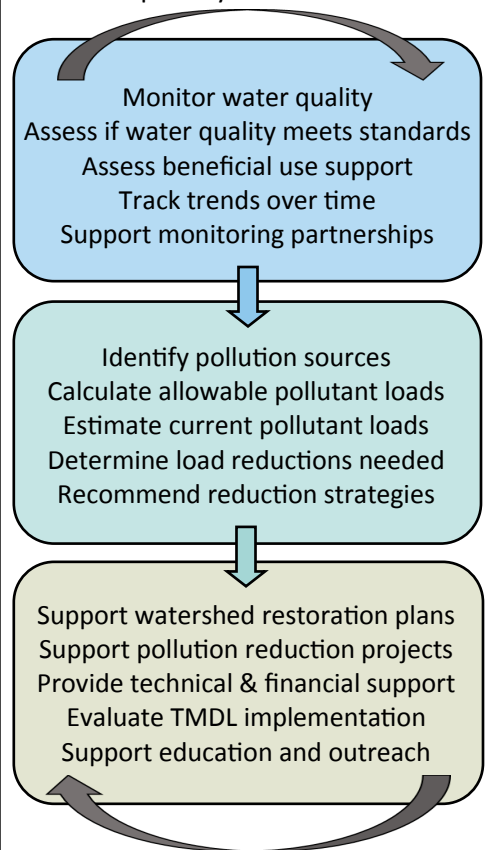 Monitor water quality
Assess if water quality meets standards
Assess beneficial use support
Track trends over time
Support monitoring partnerships
Identify pollution sources
Calculate allowable pollutant loads
Estimate current pollutant loads
Determine load reductions needed
Recommend reduction strategies
Support watershed restoration plans
Support pollution reduction projects
Provide technical & financial support
Evaluate TMDL implementation
Support education and outreach